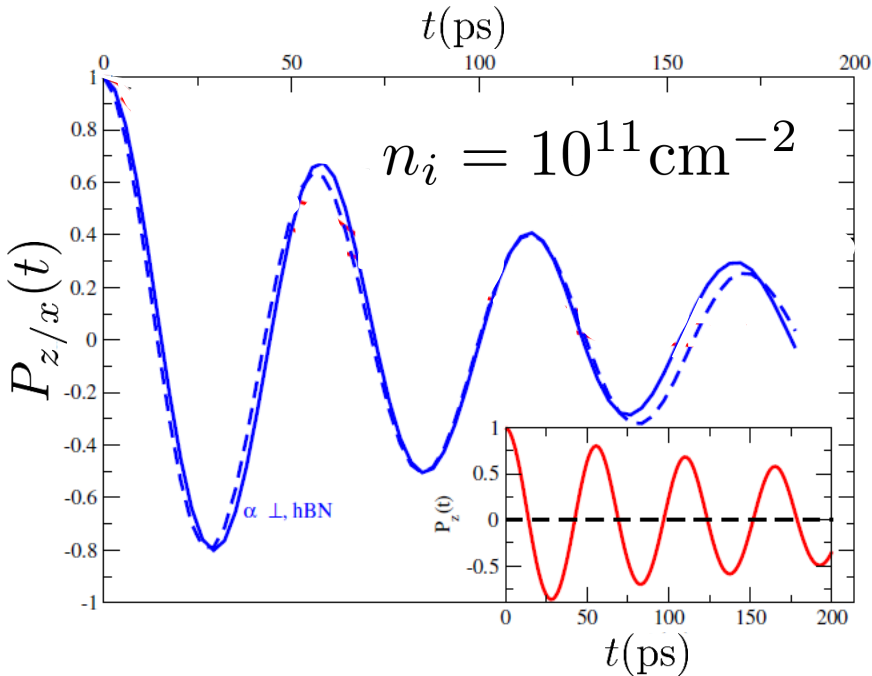 t(ps)
0 50 100 150 200
1
0.8
0.6
0.4
0.2
0
-0.2
-0.4
-0.6
-0.8
-1
P_{z/x}(t)
n_i = 10^{11}cm^{-2}
α ⊥, hBN
1
0.5
0
-0.5
P_z(t)
0 50 100 150 200
t(ps)